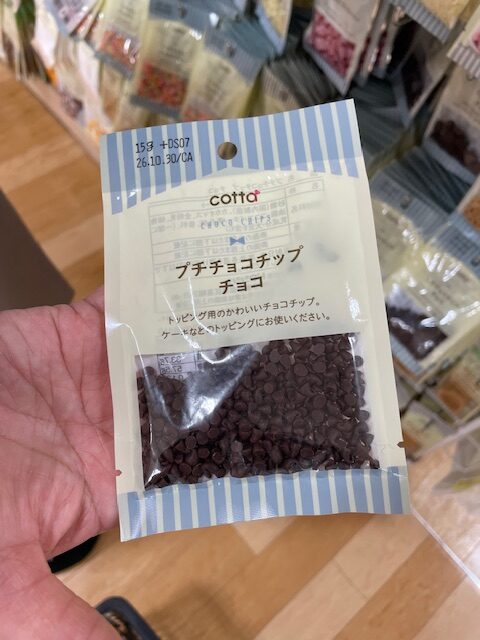 15g +DS07
26.10.30/CA
cotta
choco chips
プチチョコチップ
チョコ
トッピング用のかわいいチョコチップ。
ケーキなどのトッピングにお使いください。